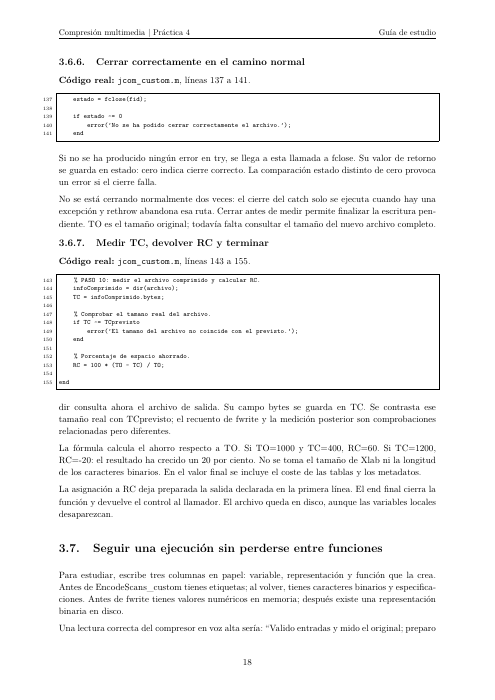 Compresión multimedia | Práctica 4 Guía de estudio
3.6.6. Cerrar correctamente en el camino normal
Código real: jcom_custom.m, líneas 137 a 141.
137 estado = fclose(fid);
138
139 if estado ~= 0
140 error('No se ha podido cerrar correctamente el archivo.');
141 end
Si no se ha producido ningún error en try, se llega a esta llamada a fclose. Su valor de retorno
se guarda en estado: cero indica cierre correcto. La comparación estado distinto de cero provoca
un error si el cierre falla.
No se está cerrando normalmente dos veces: el cierre del catch solo se ejecuta cuando hay una
excepción y rethrow abandona esa ruta. Cerrar antes de medir permite finalizar la escritura pen-
diente. TO es el tamaño original; todavía falta consultar el tamaño del nuevo archivo completo.
3.6.7. Medir TC, devolver RC y terminar
Código real: jcom_custom.m, líneas 143 a 155.
143 % PASO 10: medir el archivo comprimido y calcular RC.
144 infoComprimido = dir(archivo);
145 TC = infoComprimido.bytes;
146
147 % Comprobar el tamano real del archivo.
148 if TC ~= TCprevisto
149 error('El tamano del archivo no coincide con el previsto.');
150 end
151
152 % Porcentaje de espacio ahorrado.
153 RC = 100 * (TO - TC) / TO;
154
155 end
dir consulta ahora el archivo de salida. Su campo bytes se guarda en TC. Se contrasta ese
tamaño real con TCprevisto; el recuento de fwrite y la medición posterior son comprobaciones
relacionadas pero diferentes.
La fórmula calcula el ahorro respecto a TO. Si TO=1000 y TC=400, RC=60. Si TC=1200,
RC=-20: el resultado ha crecido un 20 por ciento. No se toma el tamaño de Xlab ni la longitud
de los caracteres binarios. En el valor final se incluye el coste de las tablas y los metadatos.
La asignación a RC deja preparada la salida declarada en la primera línea. El end final cierra la
función y devuelve el control al llamador. El archivo queda en disco, aunque las variables locales
desaparezcan.
3.7. Seguir una ejecución sin perderse entre funciones
Para estudiar, escribe tres columnas en papel: variable, representación y función que la crea.
Antes de EncodeScans_custom tienes etiquetas; al volver, tienes caracteres binarios y especifica-
ciones. Antes de fwrite tienes valores numéricos en memoria; después existe una representación
binaria en disco.
Una lectura correcta del compresor en voz alta sería: “Valido entradas y mido el original; preparo
18